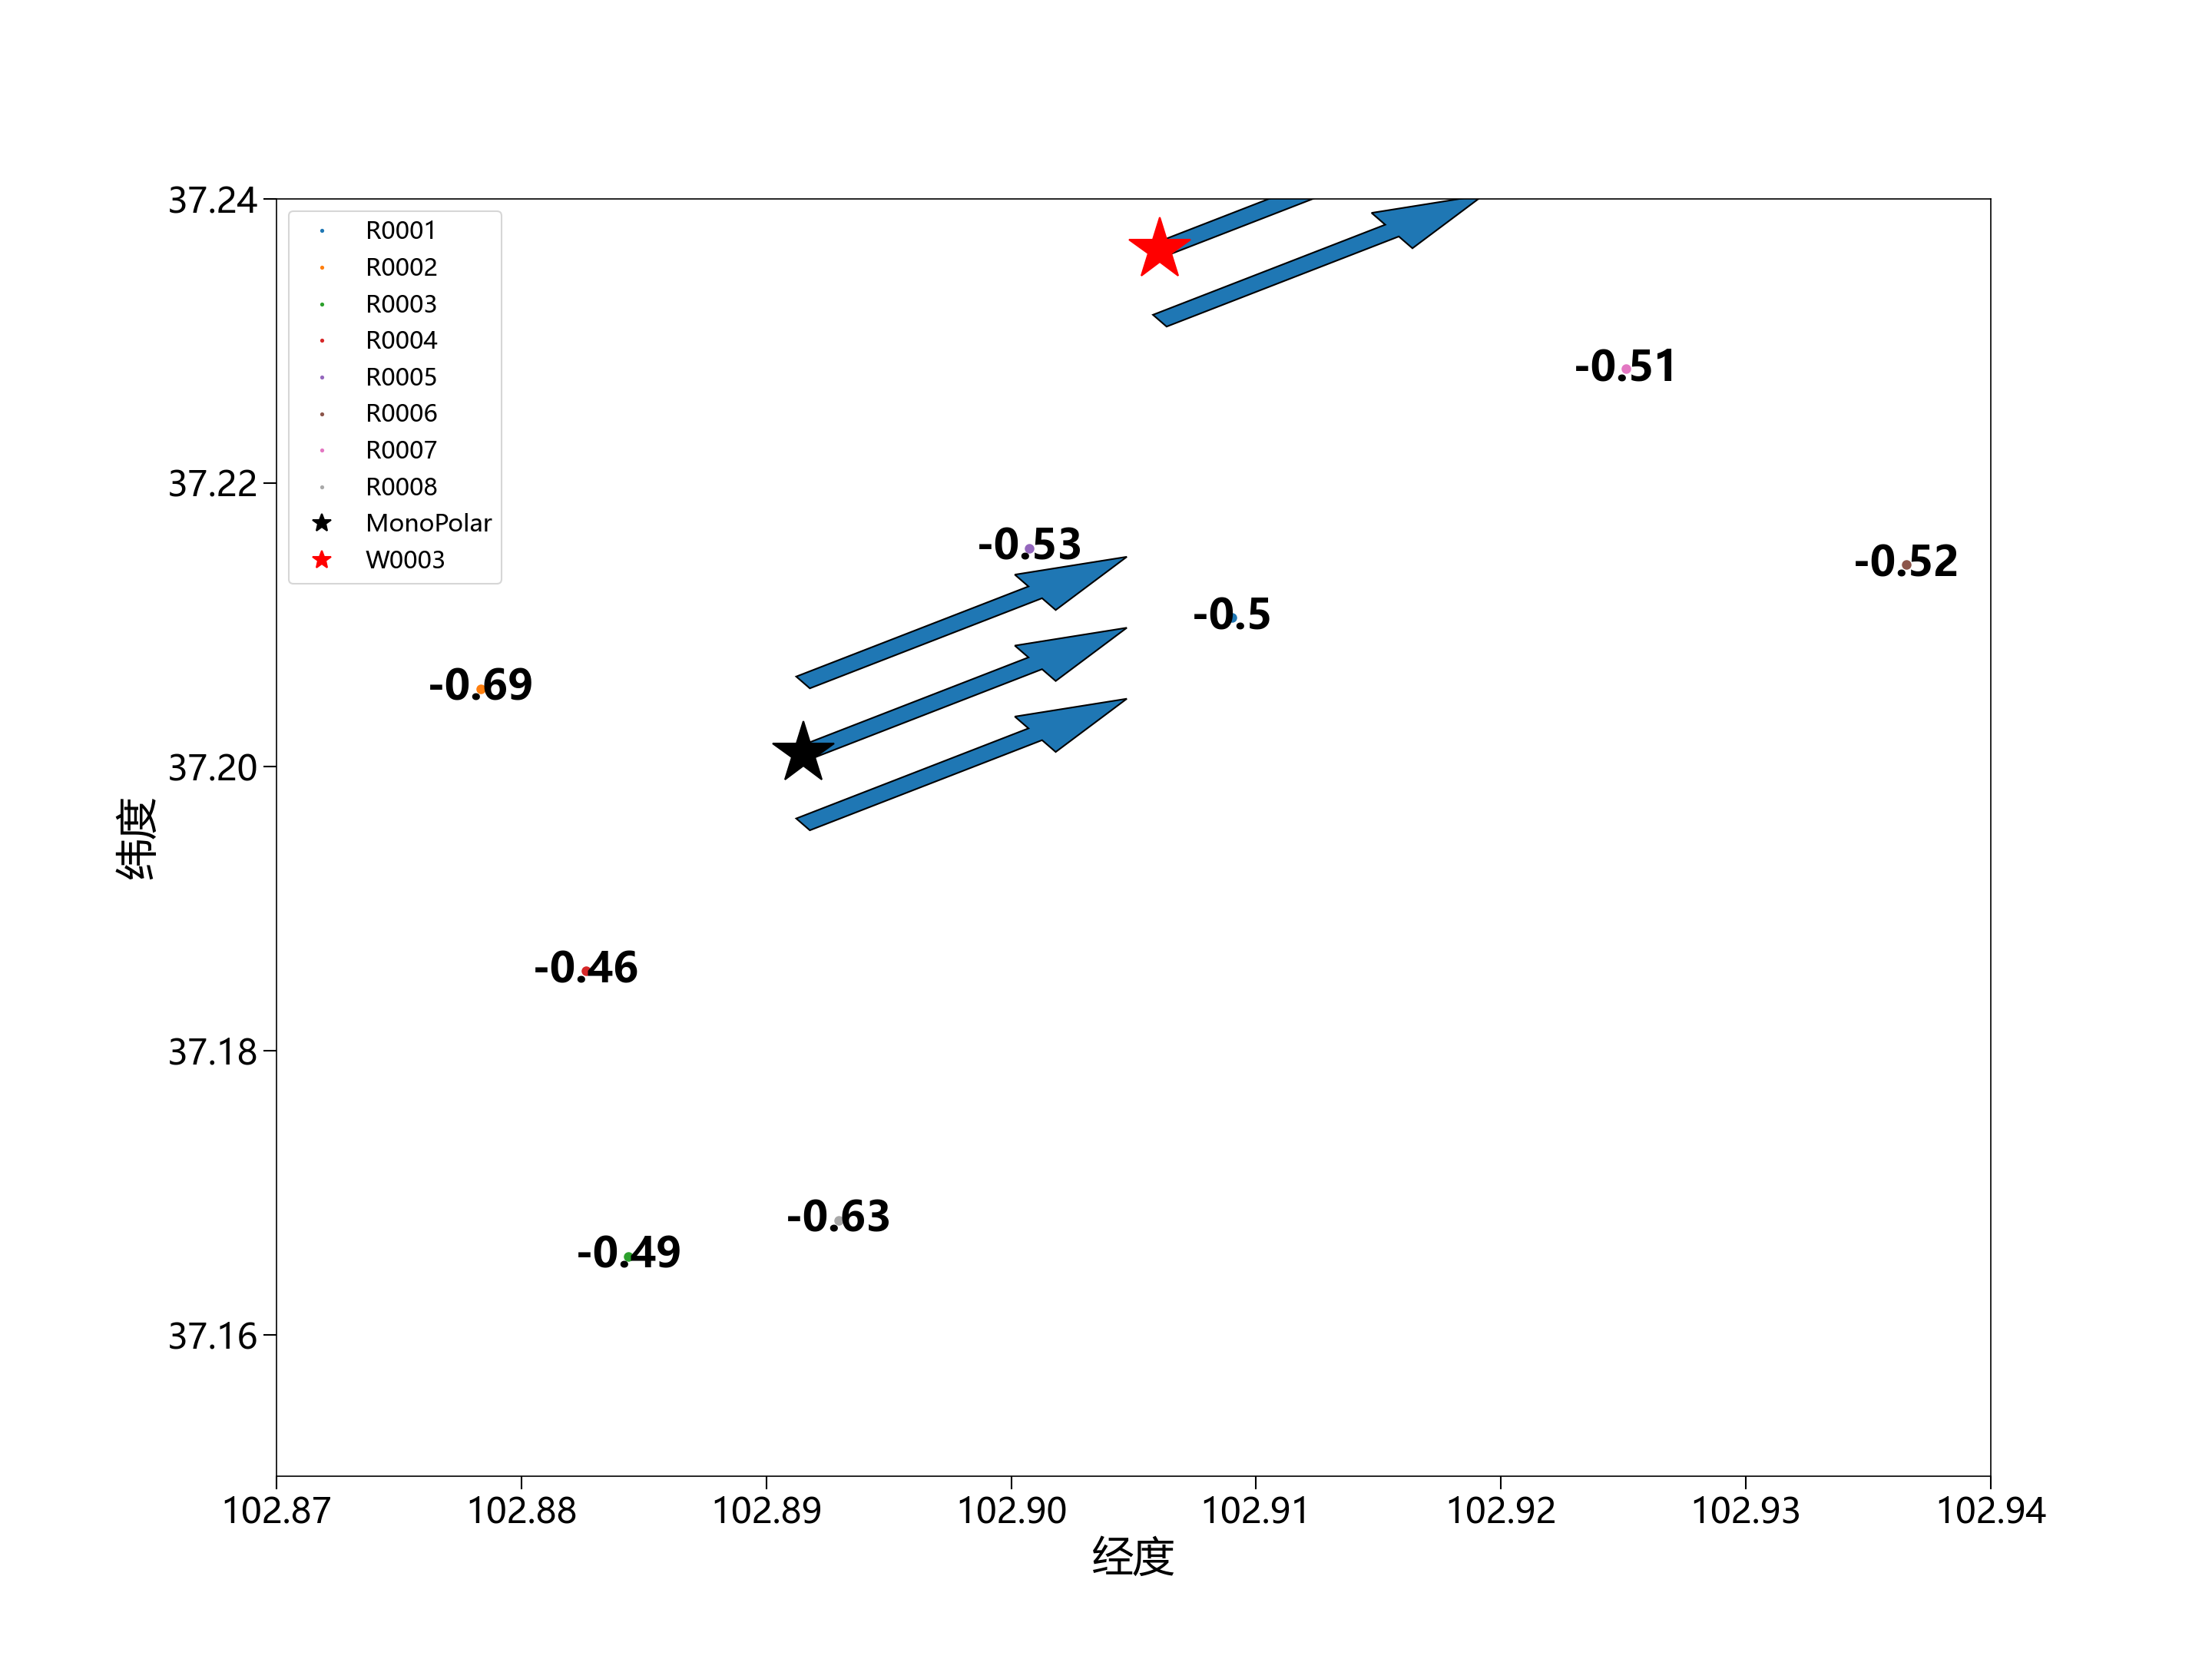 37.24
37.22
37.20
37.18
37.16
纬度
R0001
R0002
R0003
R0004
R0005
R0006
R0007
R0008
MonoPolar
W0003
-0.51
-0.53
-0.52
-0.5
-0.69
-0.46
-0.63
-0.49
102.87 102.88 102.89 102.90 102.91 102.92 102.93 102.94
经度